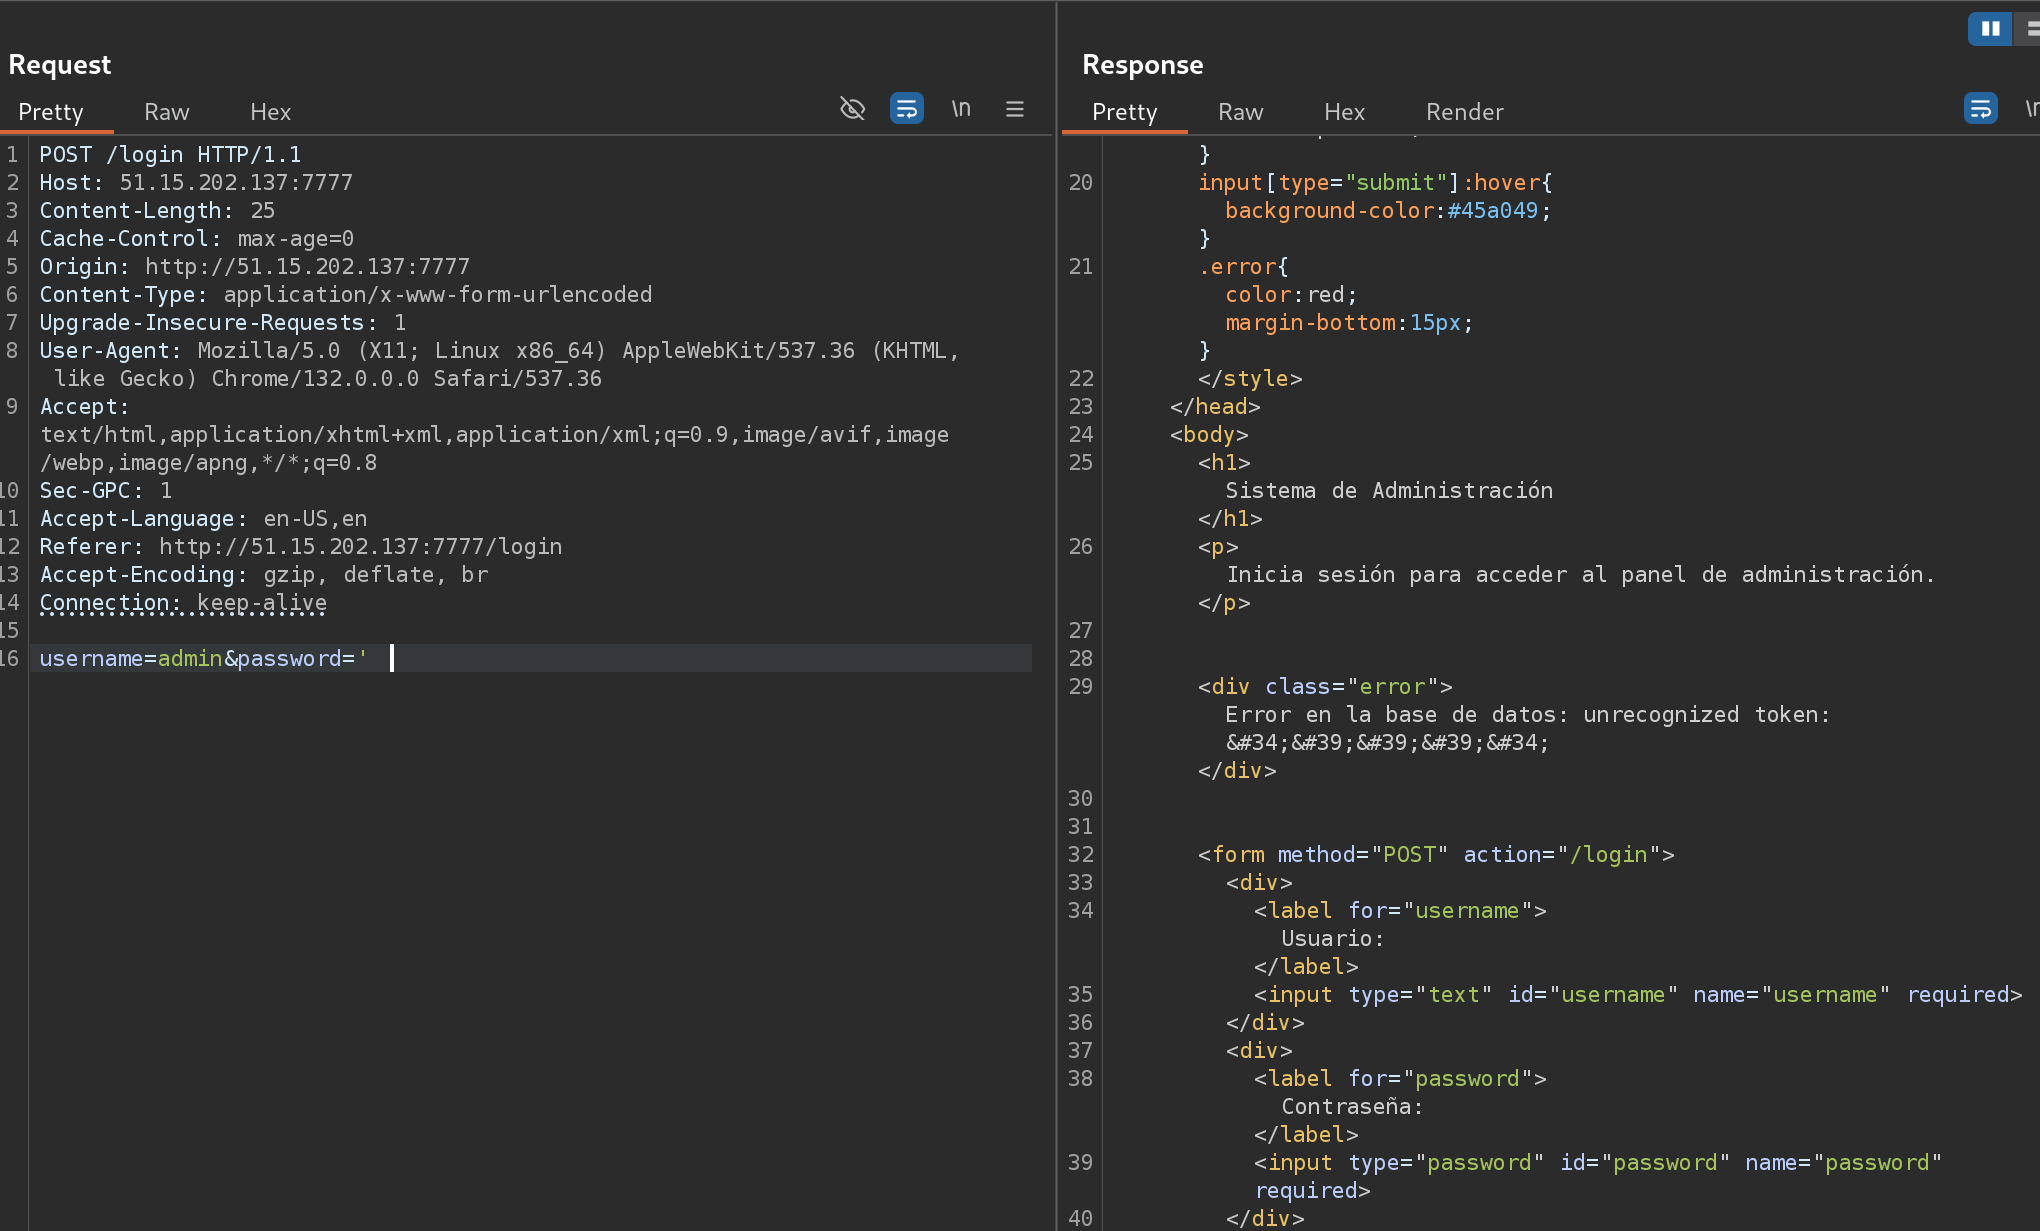 Request
Pretty Raw Hex \n
1 POST /login HTTP/1.1
2 Host: 51.15.202.137:7777
3 Content-Length: 25
4 Cache-Control: max-age=0
5 Origin: http://51.15.202.137:7777
6 Content-Type: application/x-www-form-urlencoded
7 Upgrade-Insecure-Requests: 1
8 User-Agent: Mozilla/5.0 (X11; Linux x86_64) AppleWebKit/537.36 (KHTML,
like Gecko) Chrome/132.0.0.0 Safari/537.36
9 Accept:
text/html,application/xhtml+xml,application/xml;q=0.9,image/avif,image
/webp,image/apng,*/*;q=0.8
10 Sec-GPC: 1
11 Accept-Language: en-US,en
12 Referer: http://51.15.202.137:7777/login
13 Accept-Encoding: gzip, deflate, br
14 Connection: keep-alive
15
16 username=admin&password='
Response
Pretty Raw Hex Render
}
20 input[type="submit"]:hover{
background-color:#45a049;
}
21 .error{
color:red;
margin-bottom:15px;
}
22 </style>
23 </head>
24 <body>
25 <h1>
Sistema de Administración
</h1>
26 <p>
Inicia sesión para acceder al panel de administración.
</p>
27
28
29 <div class="error">
Error en la base de datos: unrecognized token:
&#34;&#39;&#39;&#39;&#34;
</div>
30
31
32 <form method="POST" action="/login">
33 <div>
34 <label for="username">
Usuario:
</label>
35 <input type="text" id="username" name="username" required>
36 </div>
37 <div>
38 <label for="password">
Contraseña:
</label>
39 <input type="password" id="password" name="password"
required>
40 </div>